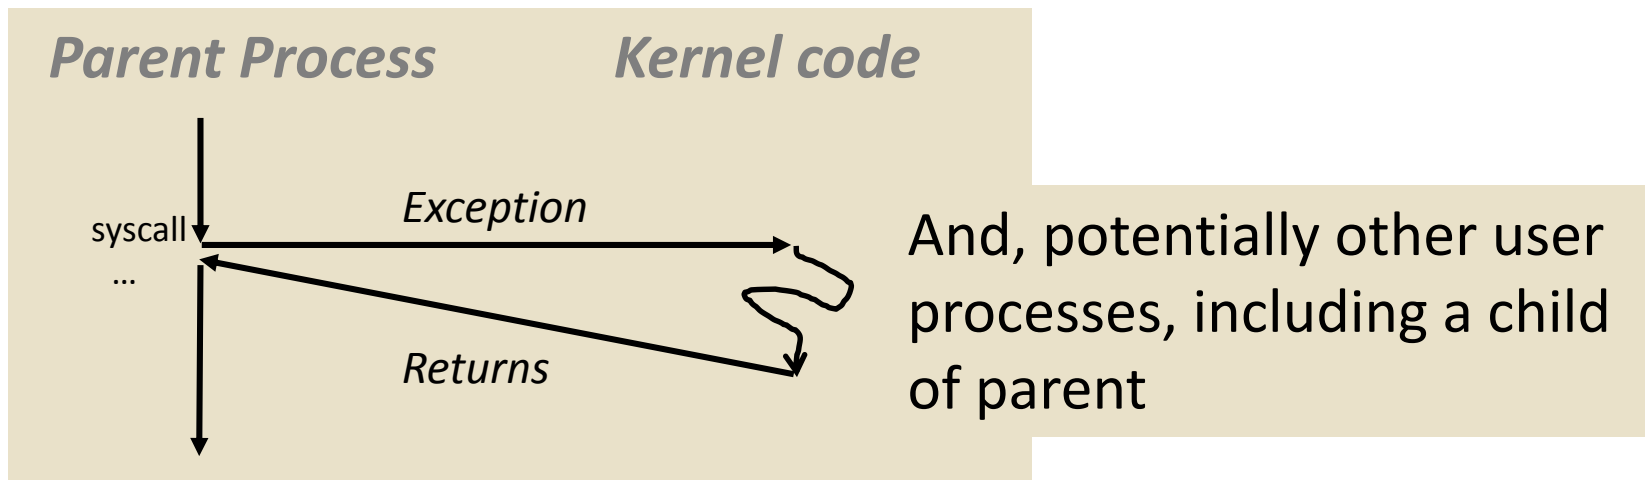 Parent Process
Kernel code
Exception
syscall
...
Returns
And, potentially other user
processes, including a child
of parent